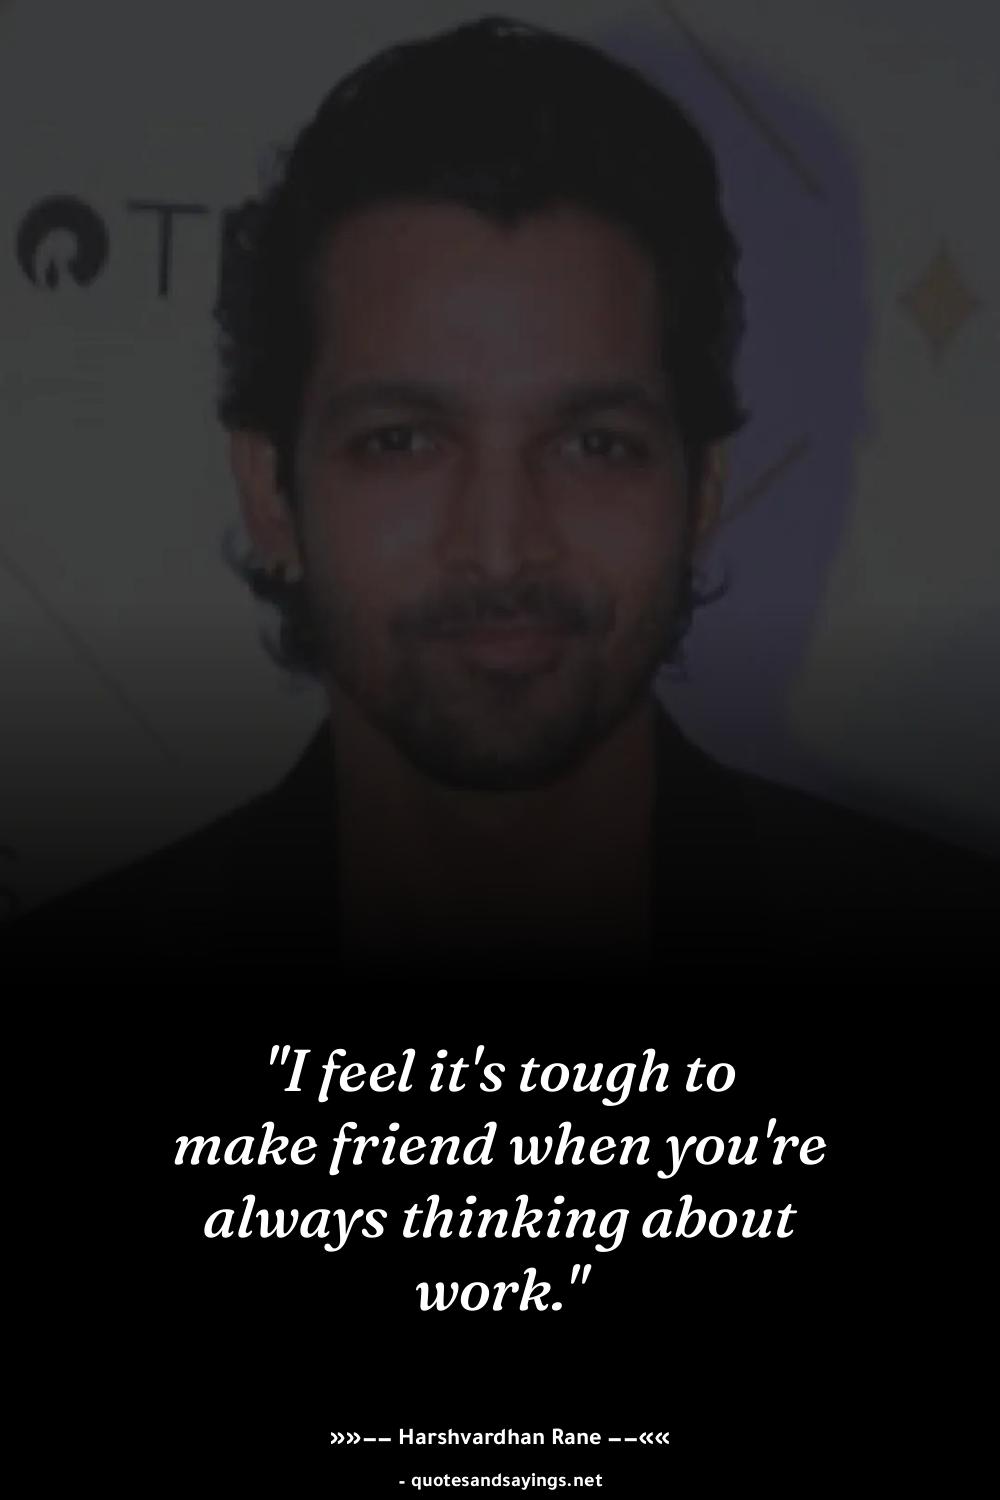 T
"I feel it's tough to
make friend when you're
always thinking about
work."
»»−− Harshvardhan Rane −−««
- quotesandsayings.net